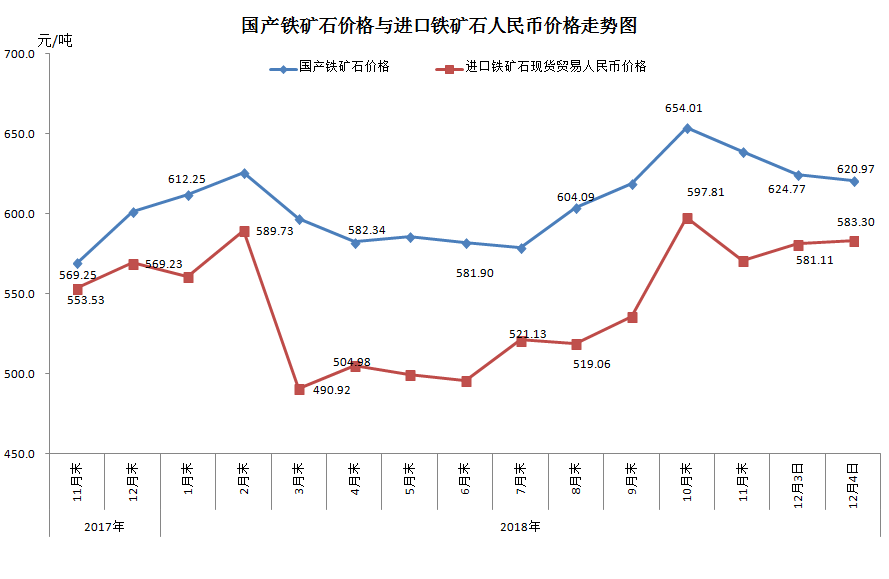 国产铁矿石价格与进口铁矿石人民币价格走势图
元/吨
国产铁矿石价格
进口铁矿石现货贸易人民币价格
700.0
650.0
600.0
550.0
500.0
450.0
569.25
612.25
582.34
581.90
604.09
654.01
624.77
620.97
553.53
569.23
589.73
490.92
504.98
521.13
519.06
597.81
581.11
583.30
11月末
12月末
1月末
2月末
3月末
4月末
5月末
6月末
7月末
8月末
9月末
10月末
11月末
12月3日
12月4日
2017年
2018年